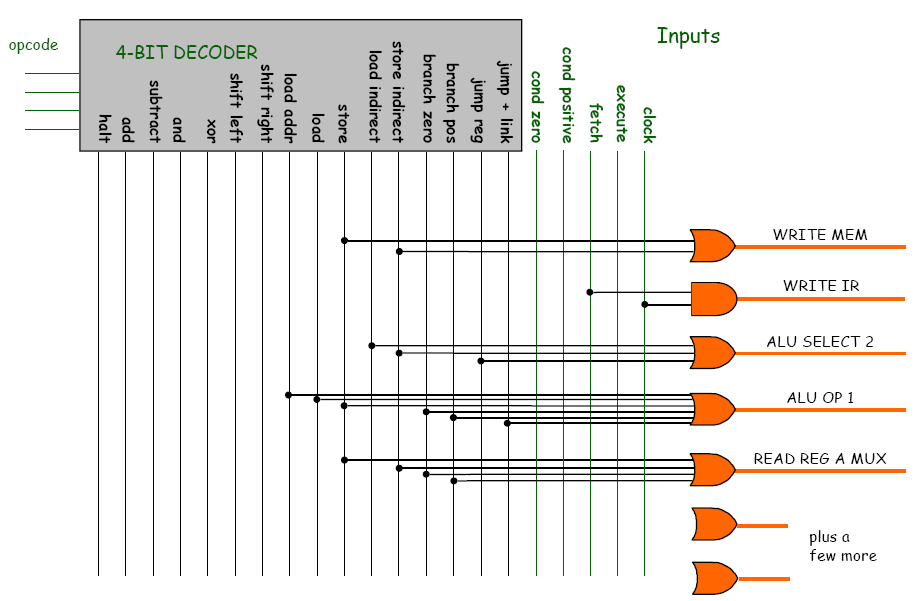 opcode
4-BIT DECODER
Inputs
halt
add
subtract
and
xor
shift left
shift right
load addr
load
store
load indirect
store indirect
branch zero
branch pos
jump reg
jump + link
cond zero
cond positive
fetch
execute
clock
WRITE MEM
WRITE IR
ALU SELECT 2
ALU OP 1
READ REG A MUX
plus a
few more